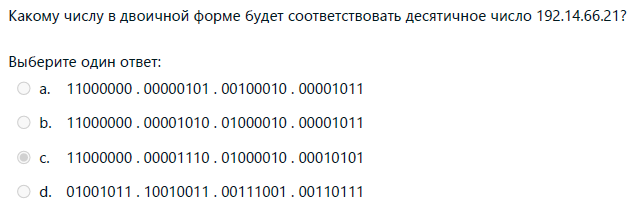 Какому числу в двоичной форме будет соответствовать десятичное число 192.14.66.21?
Выберите один ответ:
a. 11000000 . 00000101 . 00100010 . 00001011
b. 11000000 . 00001010 . 01000010 . 00001011
c. 11000000 . 00001110 . 01000010 . 00010101
d. 01001011 . 10010011 . 00111001 . 00110111